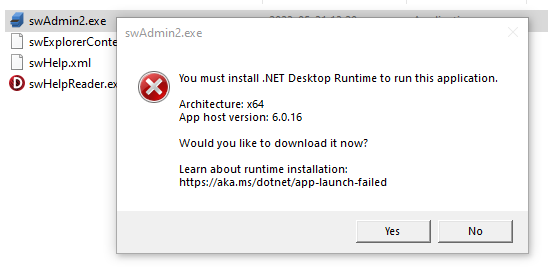 swAdmin2.exe
swExplorerConte
swHelp.xml
swHelpReader.ex
swAdmin2.exe
You must install .NET Desktop Runtime to run this application.
Architecture: x64
App host version: 6.0.16
Would you like to download it now?
Learn about runtime installation:
https://aka.ms/dotnet/app-launch-failed
Yes
No